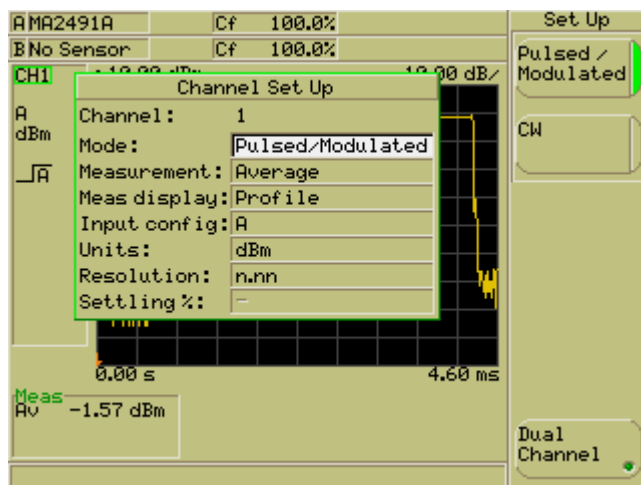 A MA2491A Cf 100.0%
B No Sensor Cf 100.0%
CH1
10.00 dB/
A
dBm
A
Channel Set Up
Channel: 1
Mode: Pulsed/Modulated
Measurement: Average
Meas display: Profile
Input config: A
Units: dBm
Resolution: n.nn
Settling %: –
0.00 s 4.60 ms
Meas
Av -1.57 dBm
Set Up
Pulsed /
Modulated
CW
Dual
Channel